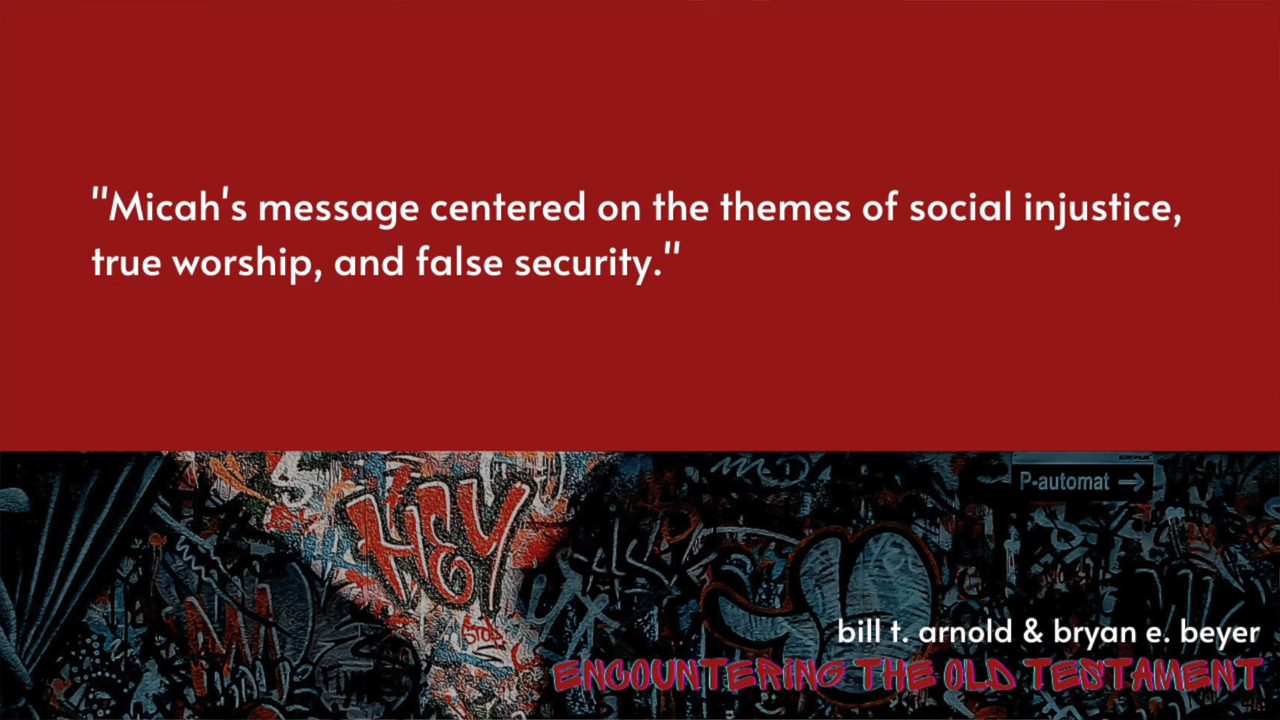 "Micah's message centered on the themes of social injustice,
true worship, and false security."
P-automat →
HEY
STOP
bill t. arnold & bryan e. beyer
ENCOUNTERING THE OLD TESTAMENT